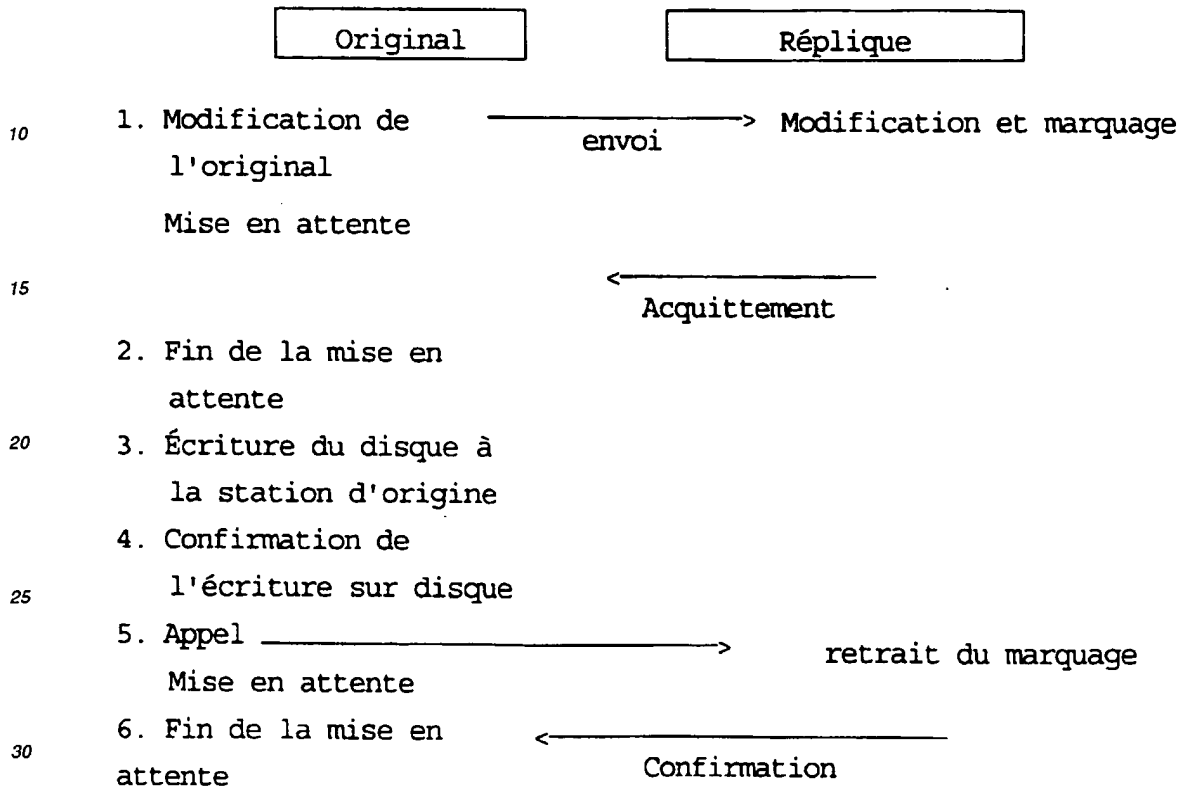 Original Réplique
10 1. Modification de ————> Modification et marquage
envoi
l'original
Mise en attente
15 <————
Acquittement
2. Fin de la mise en
attente
20 3. Écriture du disque à
la station d'origine
4. Confirmation de
25 l'écriture sur disque
5. Appel ————> retrait du marquage
Mise en attente
6. Fin de la mise en <————
30 attente Confirmation